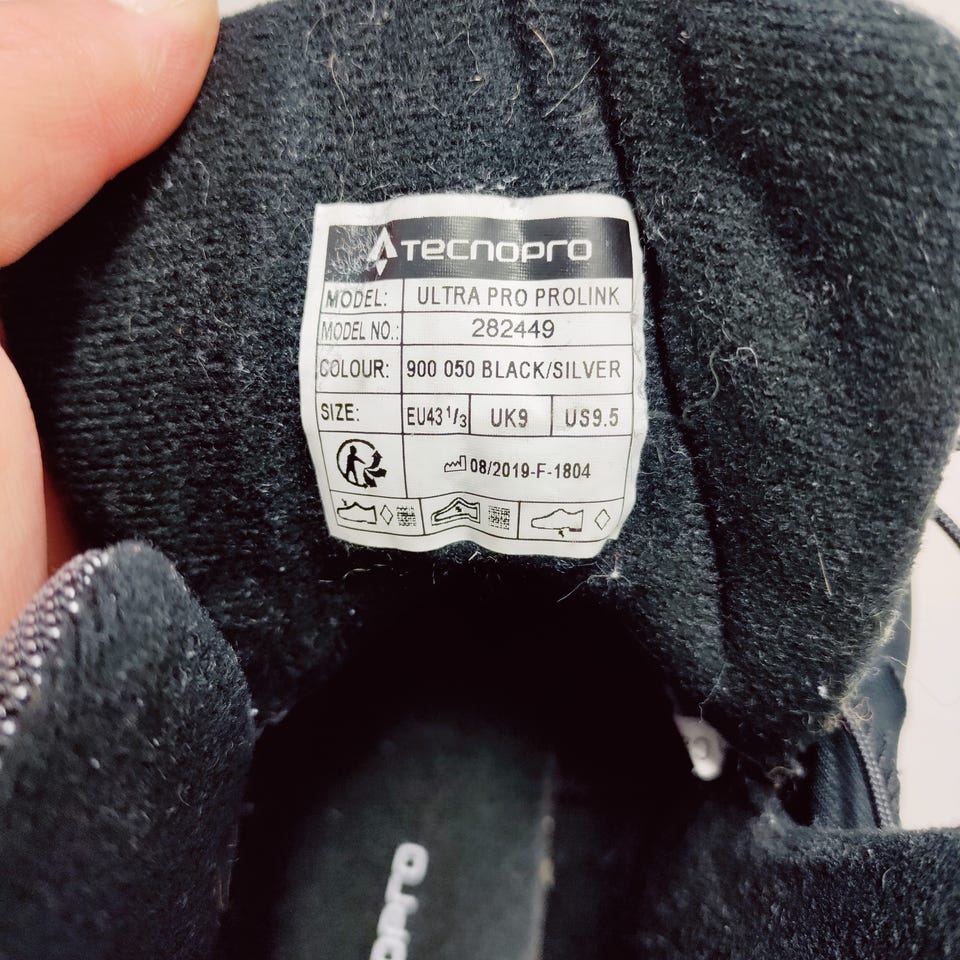 TECNOPRO
MODEL: ULTRA PRO PROLINK
MODEL NO.: 282449
COLOUR: 900 050 BLACK/SILVER
SIZE: EU43 1/3 UK9 US9.5
08/2019-F-1804